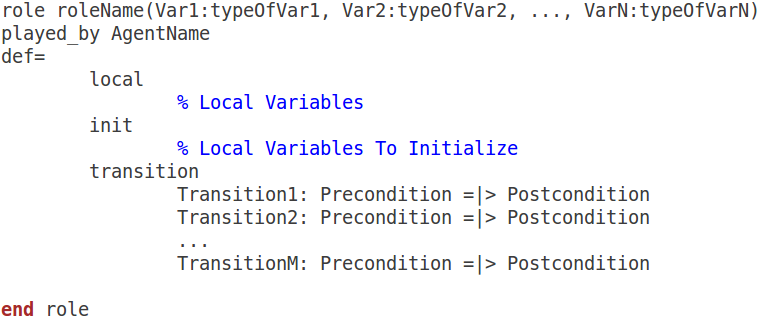 role roleName(Var1:typeOfVar1, Var2:typeOfVar2, ..., VarN:typeOfVarN)
played_by AgentName
def=
local
% Local Variables
init
% Local Variables To Initialize
transition
Transition1: Precondition =|> Postcondition
Transition2: Precondition =|> Postcondition
...
TransitionM: Precondition =|> Postcondition
end role